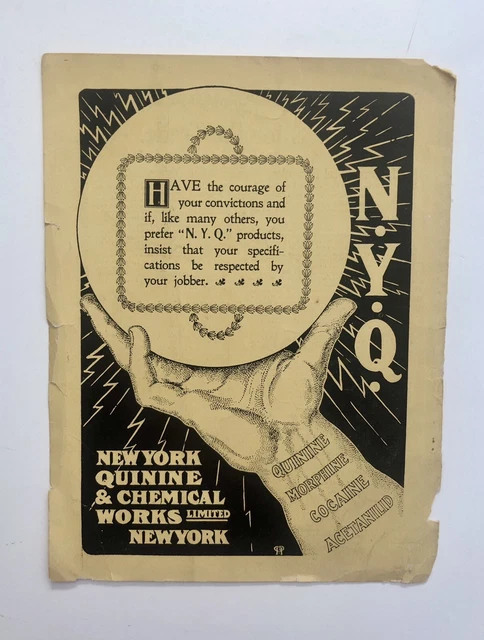 HAVE the courage of
your convictions and
if, like many others, you
prefer “N. Y. Q.” products,
insist that your specifi-
cations be respected by
your jobber.
N.Y.Q.
NEW YORK
QUININE
& CHEMICAL
WORKS LIMITED
NEW YORK
QUININE
MORPHINE
COCAINE
ACETANILID